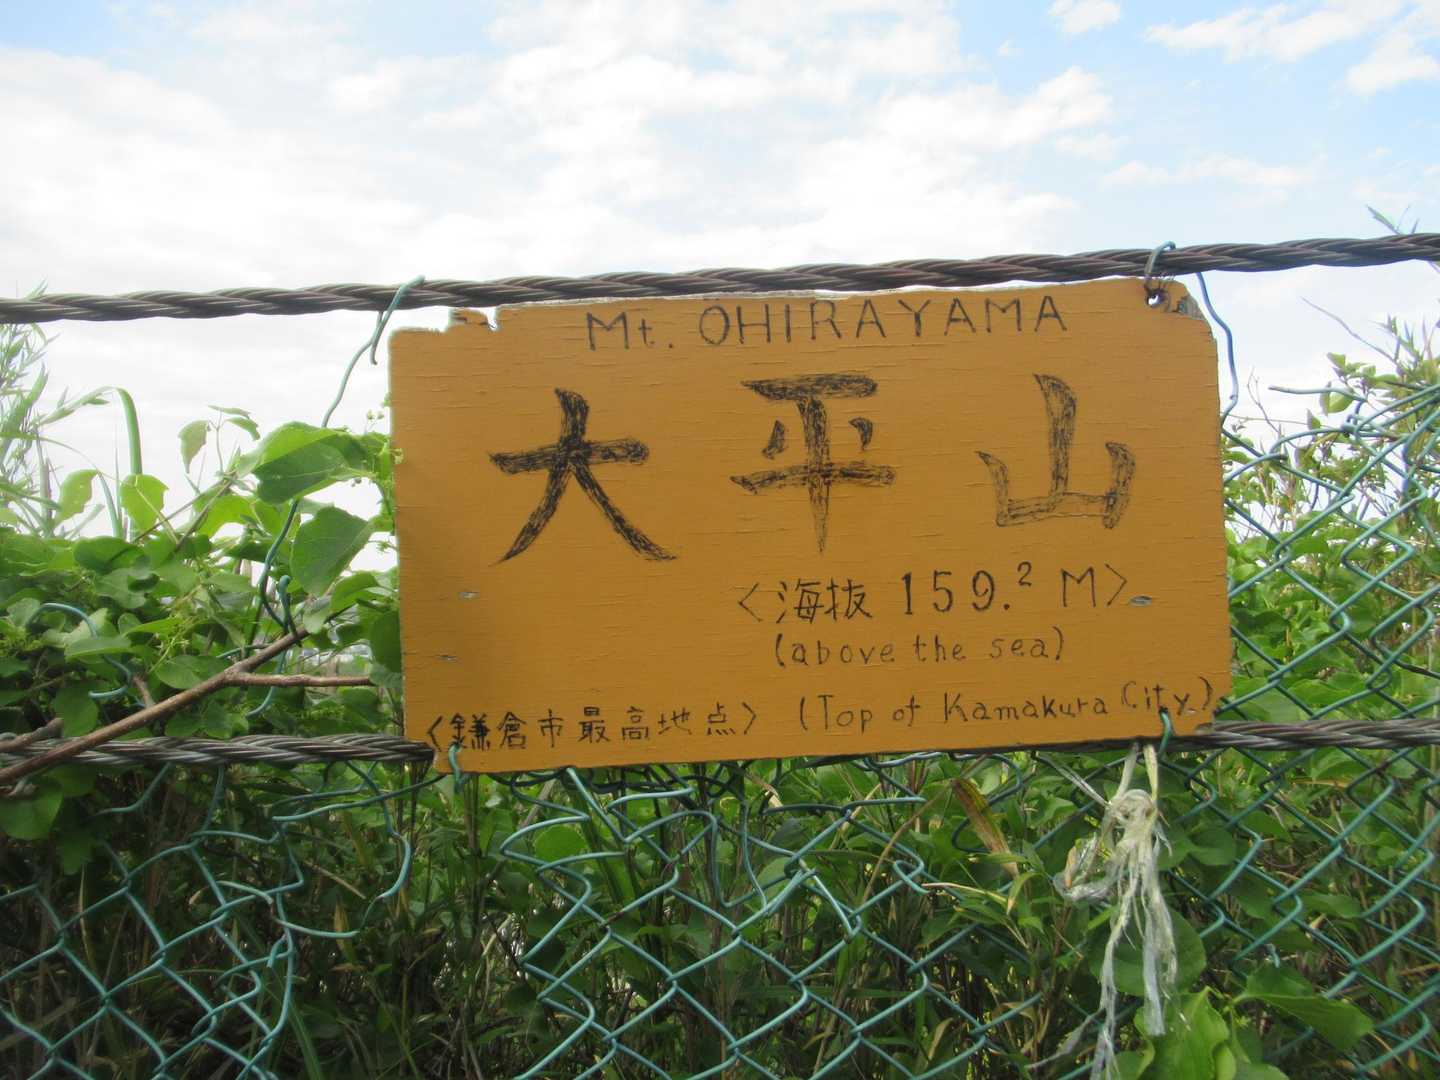 Mt. OHIRAYAMA
大平山
〈海抜 159.² M〉
(above the sea)
〈鎌倉市最高地点〉 (Top of Kamakura City.)